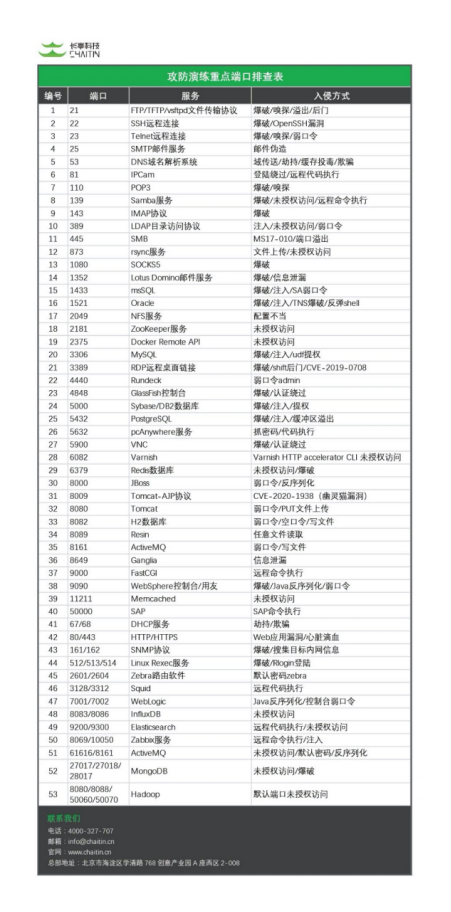 长亭科技
CHAITIN
攻防演练重点端口排查表
编号 端口 服务 入侵方式
1 21 FTP/TFTP/vsftpd文件传输协议 爆破/嗅探/溢出/后门
2 22 SSH远程连接 爆破/OpenSSH漏洞
3 23 Telnet远程连接 爆破/嗅探/弱口令
4 25 SMTP邮件服务 邮件伪造
5 53 DNS域名解析系统 域传送/劫持/缓存投毒/欺骗
6 81 IPCam 登陆绕过/远程代码执行
7 110 POP3 爆破/嗅探
8 139 Samba服务 爆破/未授权访问/远程命令执行
9 143 IMAP协议 爆破
10 389 LDAP目录访问协议 注入/未授权访问/弱口令
11 445 SMB MS17-010/端口溢出
12 873 rsync服务 文件上传/未授权访问
13 1080 SOCKS5 爆破
14 1352 Lotus Domino邮件服务 爆破/信息泄漏
15 1433 msSQL 爆破/注入/SA弱口令
16 1521 Oracle 爆破/注入/TNS爆破/反弹shell
17 2049 NFS服务 配置不当
18 2181 ZooKeeper服务 未授权访问
19 2375 Docker Remote API 未授权访问
20 3306 MySQL 爆破/注入/udf提权
21 3389 RDP远程桌面链接 爆破/shift后门/CVE-2019-0708
22 4440 Rundeck 弱口令admin
23 4848 GlassFish控制台 爆破/认证绕过
24 5000 Sybase/DB2数据库 爆破/注入/提权
25 5432 PostgreSQL 爆破/注入/缓冲区溢出
26 5632 pcAnywhere服务 抓密码/代码执行
27 5900 VNC 爆破/认证绕过
28 6082 Varnish Varnish HTTP accelerator CLI 未授权访问
29 6379 Redis数据库 未授权访问/爆破
30 8000 JBoss 弱口令/反序列化
31 8009 Tomcat-AJP协议 CVE-2020-1938（幽灵猫漏洞）
32 8080 Tomcat 弱口令/PUT文件上传
33 8082 H2数据库 弱口令/空口令/写文件
34 8089 Resin 任意文件读取
35 8161 ActiveMQ 弱口令/写文件
36 8649 Ganglia 信息泄漏
37 9000 FastCGI 远程命令执行
38 9090 WebSphere控制台/用友 爆破/Java反序列化/弱口令
39 11211 Memcached 未授权访问
40 50000 SAP SAP命令执行
41 67/68 DHCP服务 劫持/欺骗
42 80/443 HTTP/HTTPS Web应用漏洞/心脏滴血
43 161/162 SNMP协议 爆破/搜集目标内网信息
44 512/513/514 Linux Rexec服务 爆破/Rlogin登陆
45 2601/2604 Zebra路由软件 默认密码zebra
46 3128/3312 Squid 远程代码执行
47 7001/7002 WebLogic Java反序列化/控制台弱口令
48 8083/8086 InfluxDB 未授权访问
49 9200/9300 Elasticsearch 远程代码执行/未授权访问
50 8069/10050 Zabbix服务 远程命令执行/注入
51 61616/8161 ActiveMQ 未授权访问/默认密码/反序列化
52 27017/27018/
28017 MongoDB 未授权访问/爆破
53 8080/8088/
50060/50070 Hadoop 默认端口未授权访问
联系我们
电话：4000-327-707
邮箱：info@chaitin.cn
官网：www.chaitin.cn
总部地址：北京市海淀区学清路 768 创意产业园 A 座西区 2-008